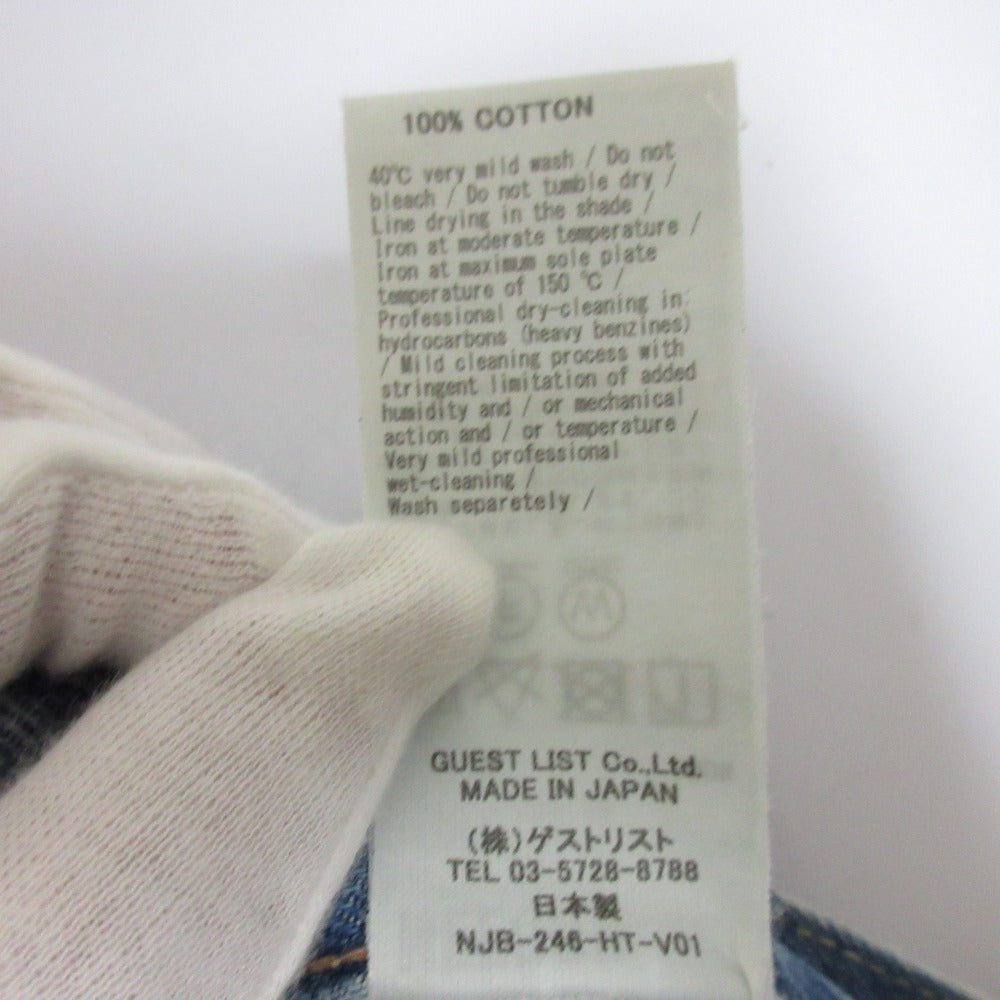 100% COTTON
40℃ very mild wash / Do not
bleach / Do not tumble dry /
Line drying in the shade /
Iron at moderate temperature /
Iron at maximum sole plate
temperature of 150 ℃ /
Professional dry-cleaning in:
hydrocarbons (heavy benzines)
/ Mild cleaning process with
stringent limitation of added
humidity and / or mechanical
action and / or temperature /
Very mild professional
wet-cleaning /
Wash separately /
GUEST LIST Co.,Ltd.
MADE IN JAPAN
(株)ゲストリスト
TEL 03-5728-8788
日本製
NJB-246-HT-V01